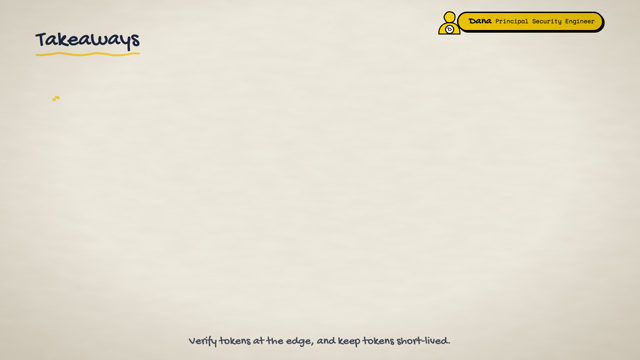 Takeaways
Dana Principal Security Engineer
Verify tokens at the edge, and keep tokens short-lived.